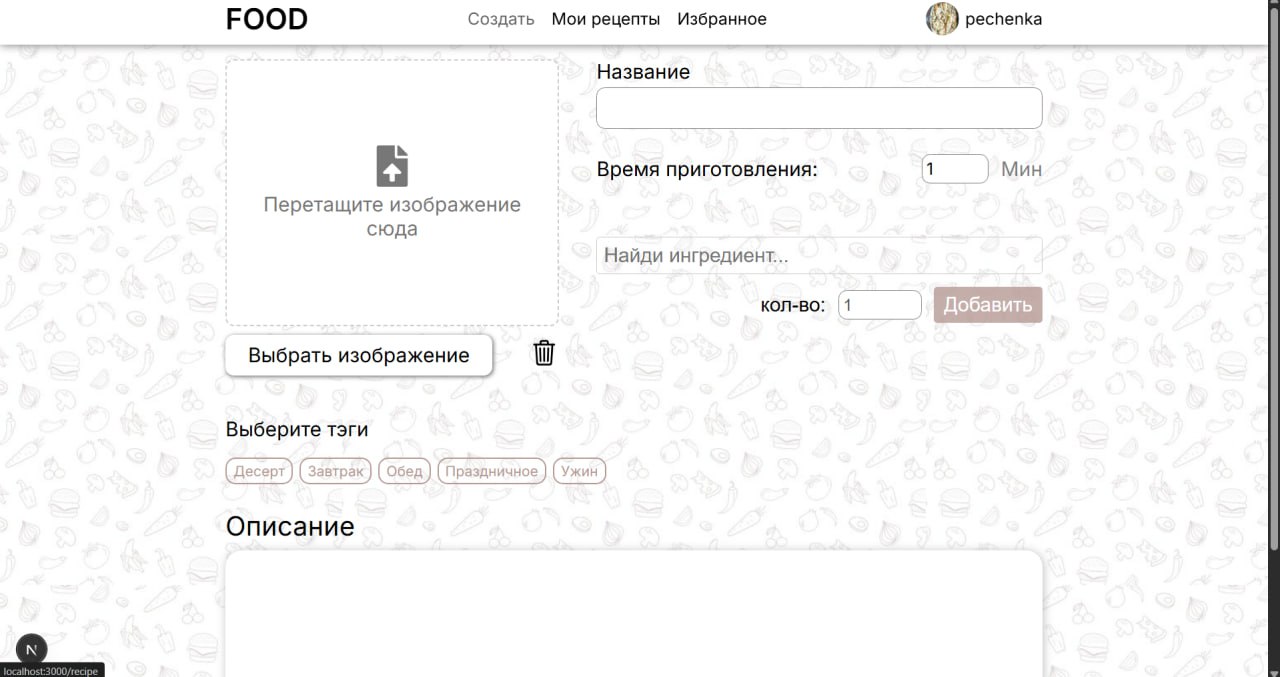 FOOD
Создать Мои рецепты Избранное
pechenka
Перетащите изображение
сюда
Выбрать изображение
Название
Время приготовления: 1 Мин
Найди ингредиент...
кол-во: 1 Добавить
Выберите тэги
Десерт Завтрак Обед Праздничное Ужин
Описание
N
localhost:3000/recipe